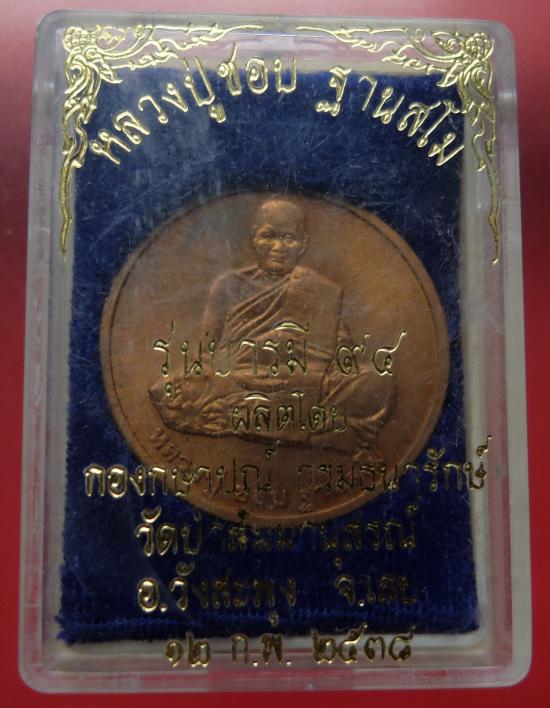 หลวงปู่ชอบ ฐานสโม
รุ่นบารมี ๙๔
ผลิตโดย
กองกษาปณ์ กรมธนารักษ์
วัดป่าสัมมานุสรณ์
อ.วังสะพุง จ.เลย
๑๒ ก.พ. ๒๕๓๘